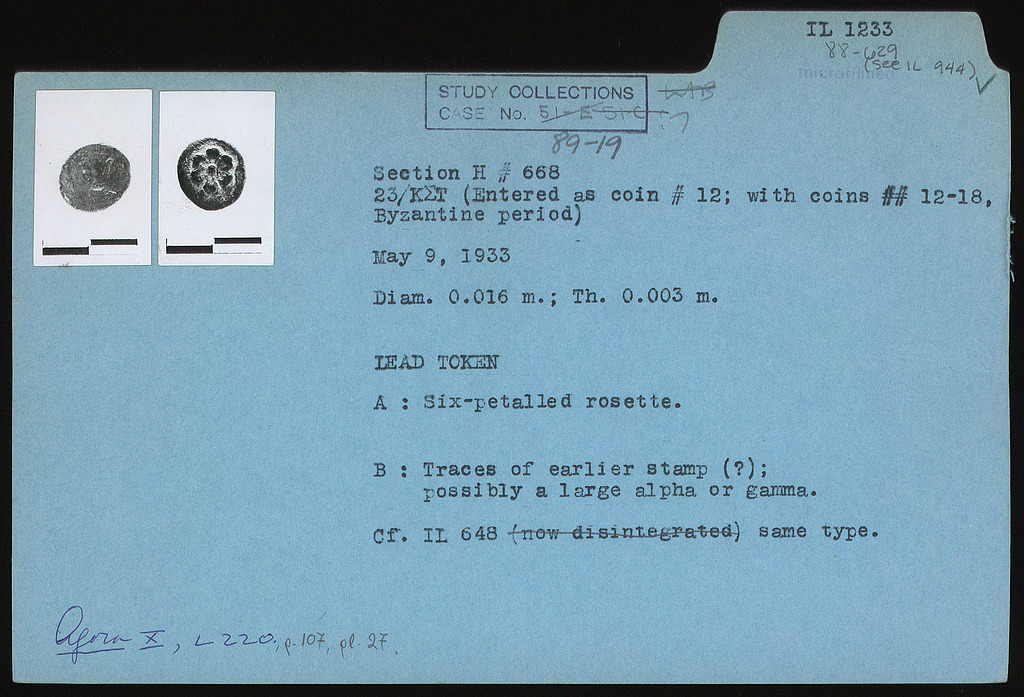 IL 1233
88-629
(see IL 944)
microfilmed
STUDY COLLECTIONS
CASE No. 51-E
89-19
Section H # 668
23/ΚΣΤ (Entered as coin # 12; with coins ## 12-18,
Byzantine period)
May 9, 1933
Diam. 0.016 m.; Th. 0.003 m.
LEAD TOKEN
A : Six-petalled rosette.
B : Traces of earlier stamp (?);
possibly a large alpha or gamma.
Cf. IL 648 (now disintegrated) same type.
Agora X, L 220, p. 107, pl. 27.